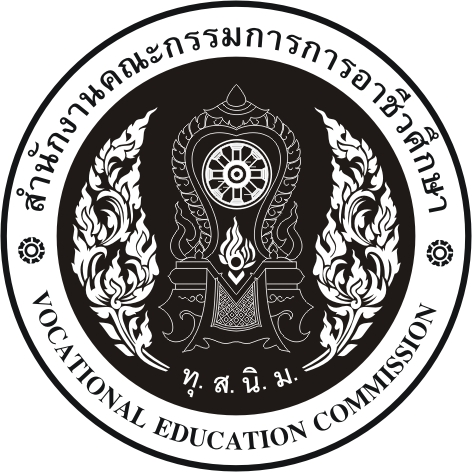 สำนักงานคณะกรรมการการอาชีวศึกษา
ทุ. ส. นิ. ม.
VOCATIONAL EDUCATION COMMISSION